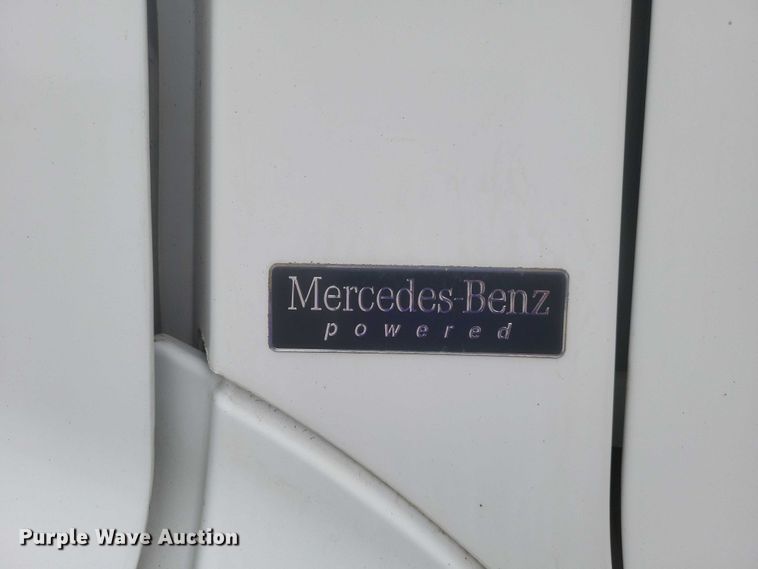 Mercedes-Benz
powered
Purple Wave Auction